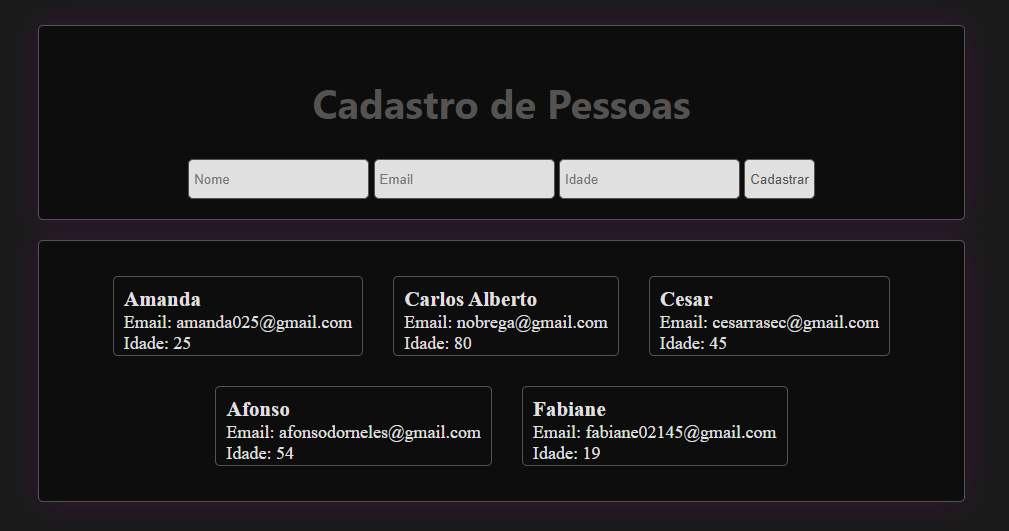 Cadastro de Pessoas
Nome Email Idade Cadastrar
Amanda
Email: amanda025@gmail.com
Idade: 25
Carlos Alberto
Email: nobrega@gmail.com
Idade: 80
Cesar
Email: cesarrasec@gmail.com
Idade: 45
Afonso
Email: afonsodorneles@gmail.com
Idade: 54
Fabiane
Email: fabiane02145@gmail.com
Idade: 19